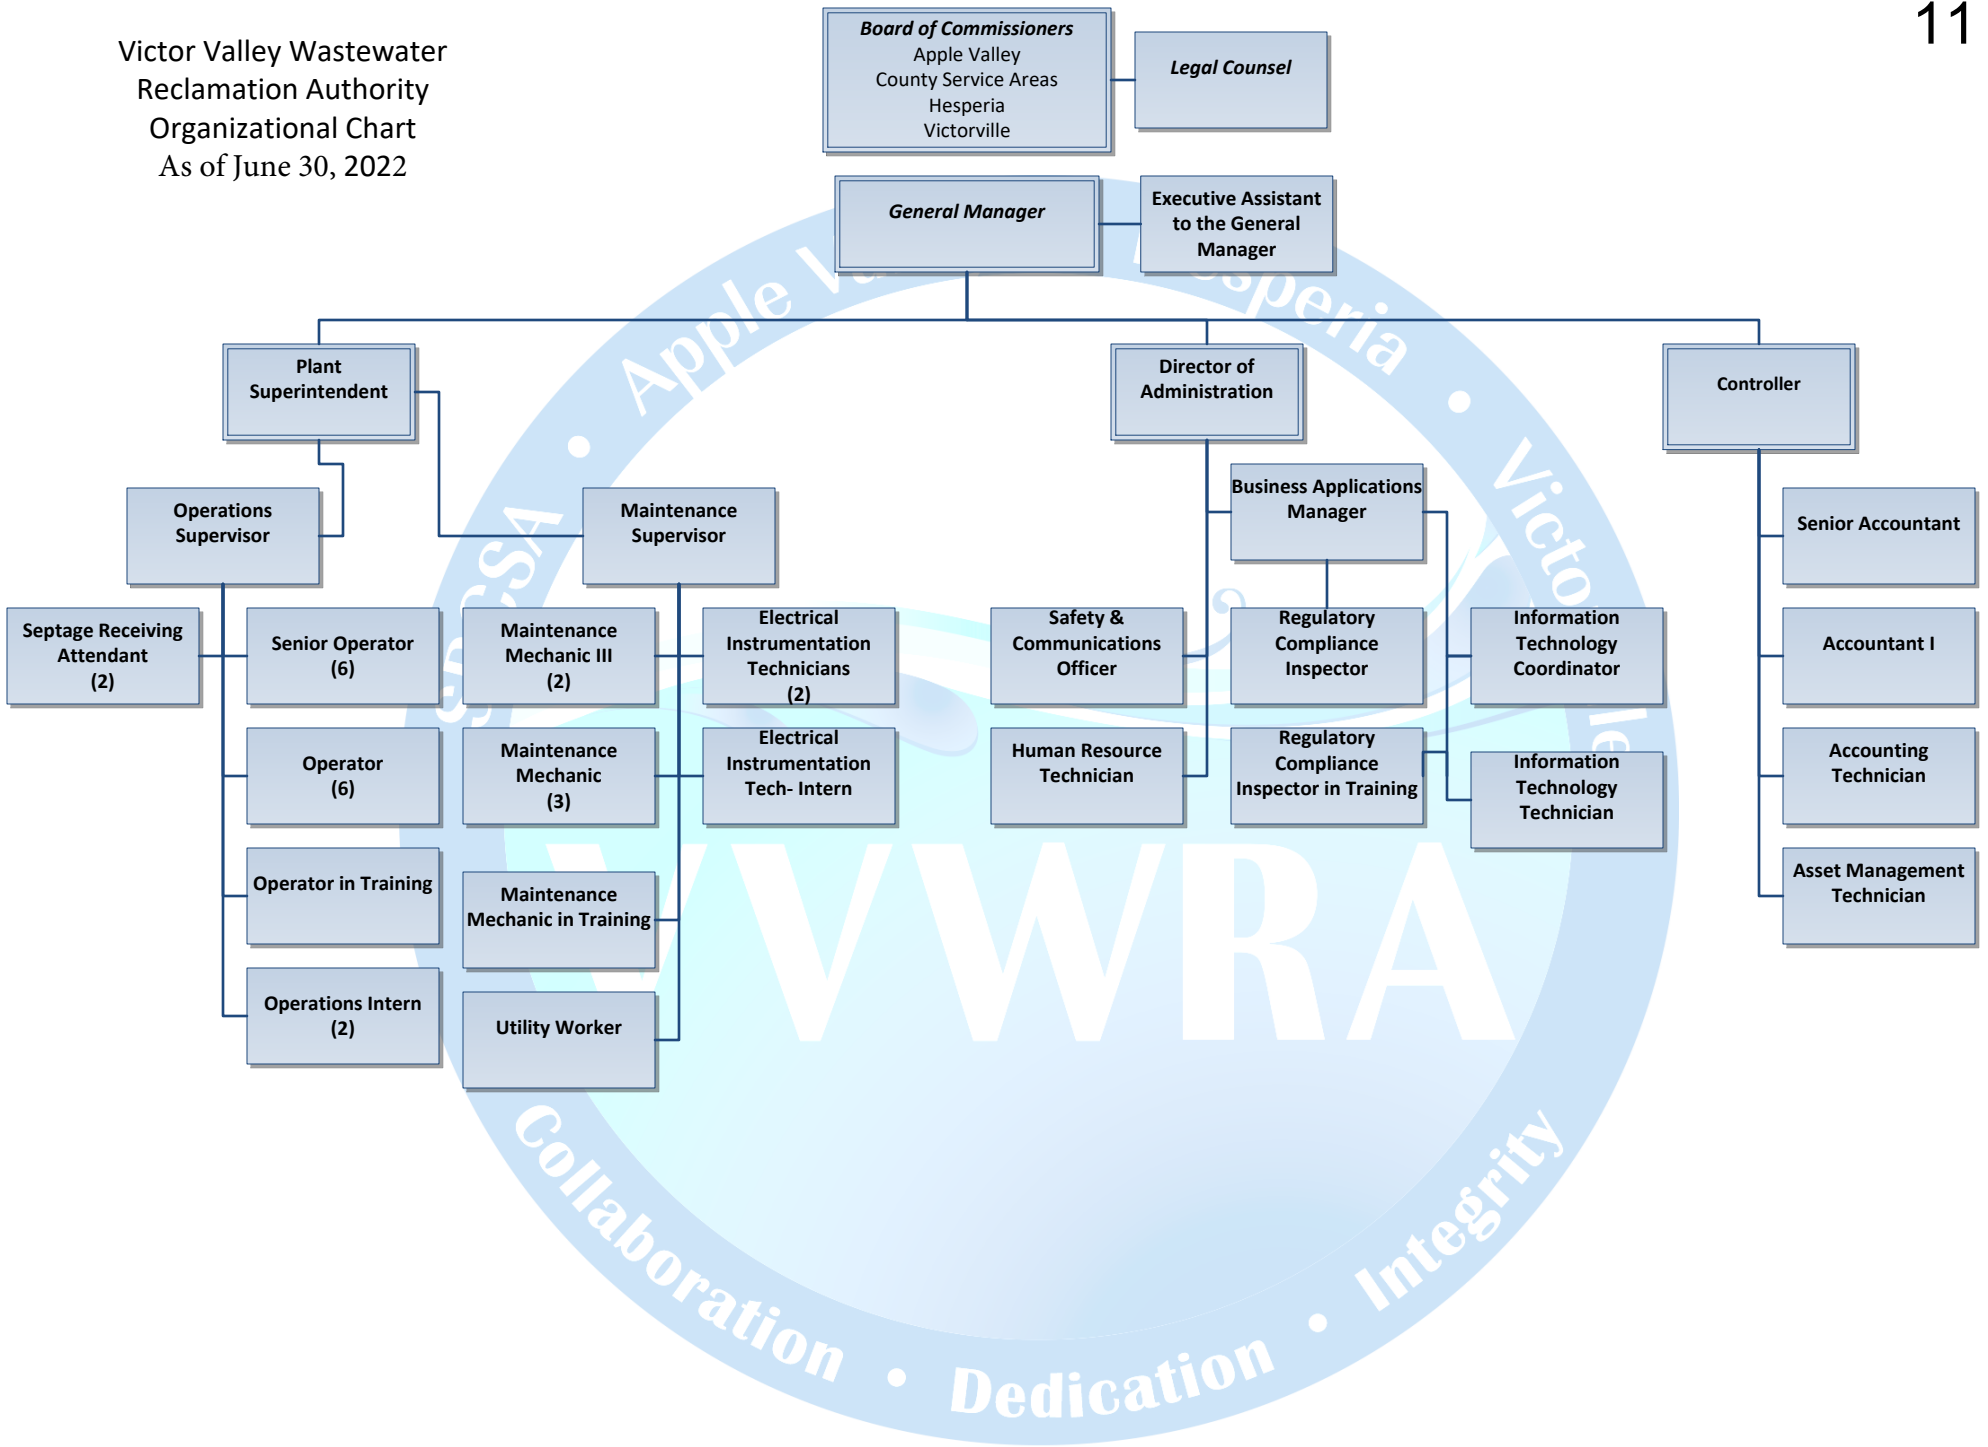 11
Victor Valley Wastewater
Reclamation Authority
Organizational Chart
As of June 30, 2022
Board of Commissioners
Apple Valley
County Service Areas
Hesperia
Victorville
Legal Counsel
General Manager
Executive Assistant
to the General
Manager
Plant
Superintendent
Director of
Administration
Controller
Operations
Supervisor
Maintenance
Supervisor
Business Applications
Manager
Senior Accountant
Septage Receiving
Attendant
(2)
Senior Operator
(6)
Maintenance
Mechanic III
(2)
Electrical
Instrumentation
Technicians
(2)
Safety &
Communications
Officer
Regulatory
Compliance
Inspector
Information
Technology
Coordinator
Accountant I
Operator
(6)
Maintenance
Mechanic
(3)
Electrical
Instrumentation
Tech- Intern
Human Resource
Technician
Regulatory
Compliance
Inspector in Training
Information
Technology
Technician
Accounting
Technician
Operator in Training
Maintenance
Mechanic in Training
Asset Management
Technician
Operations Intern
(2)
Utility Worker
VVWRA
Collaboration • Dedication • Integrity